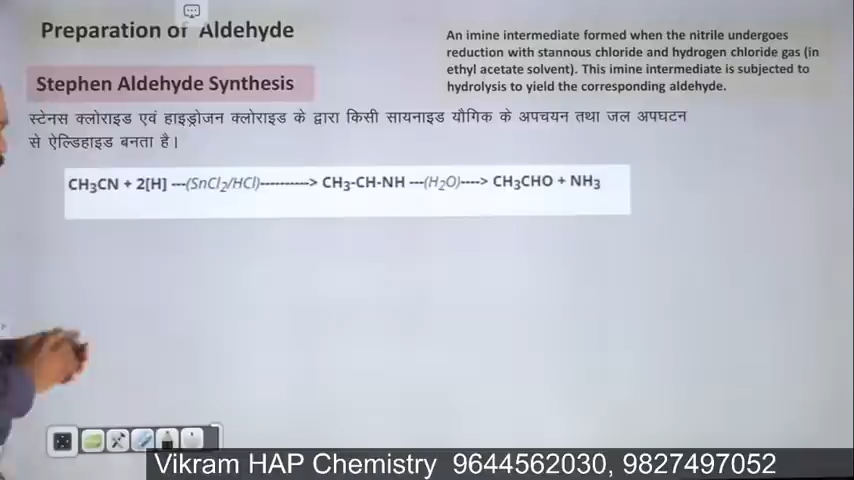 Preparation of Aldehyde
An imine intermediate formed when the nitrile undergoes
reduction with stannous chloride and hydrogen chloride gas (in
ethyl acetate solvent). This imine intermediate is subjected to
hydrolysis to yield the corresponding aldehyde.
Stephen Aldehyde Synthesis
स्टेनस क्लोराइड एवं हाइड्रोजन क्लोराइड के द्वारा किसी सायनाइड यौगिक के अपचयन तथा जल अपघटन
से ऐल्डिहाइड बनता है।
CH₃CN + 2[H] ---(SnCl₂/HCl)----------> CH₃-CH-NH ---(H₂O)----> CH₃CHO + NH₃
Vikram HAP Chemistry 9644562030, 9827497052